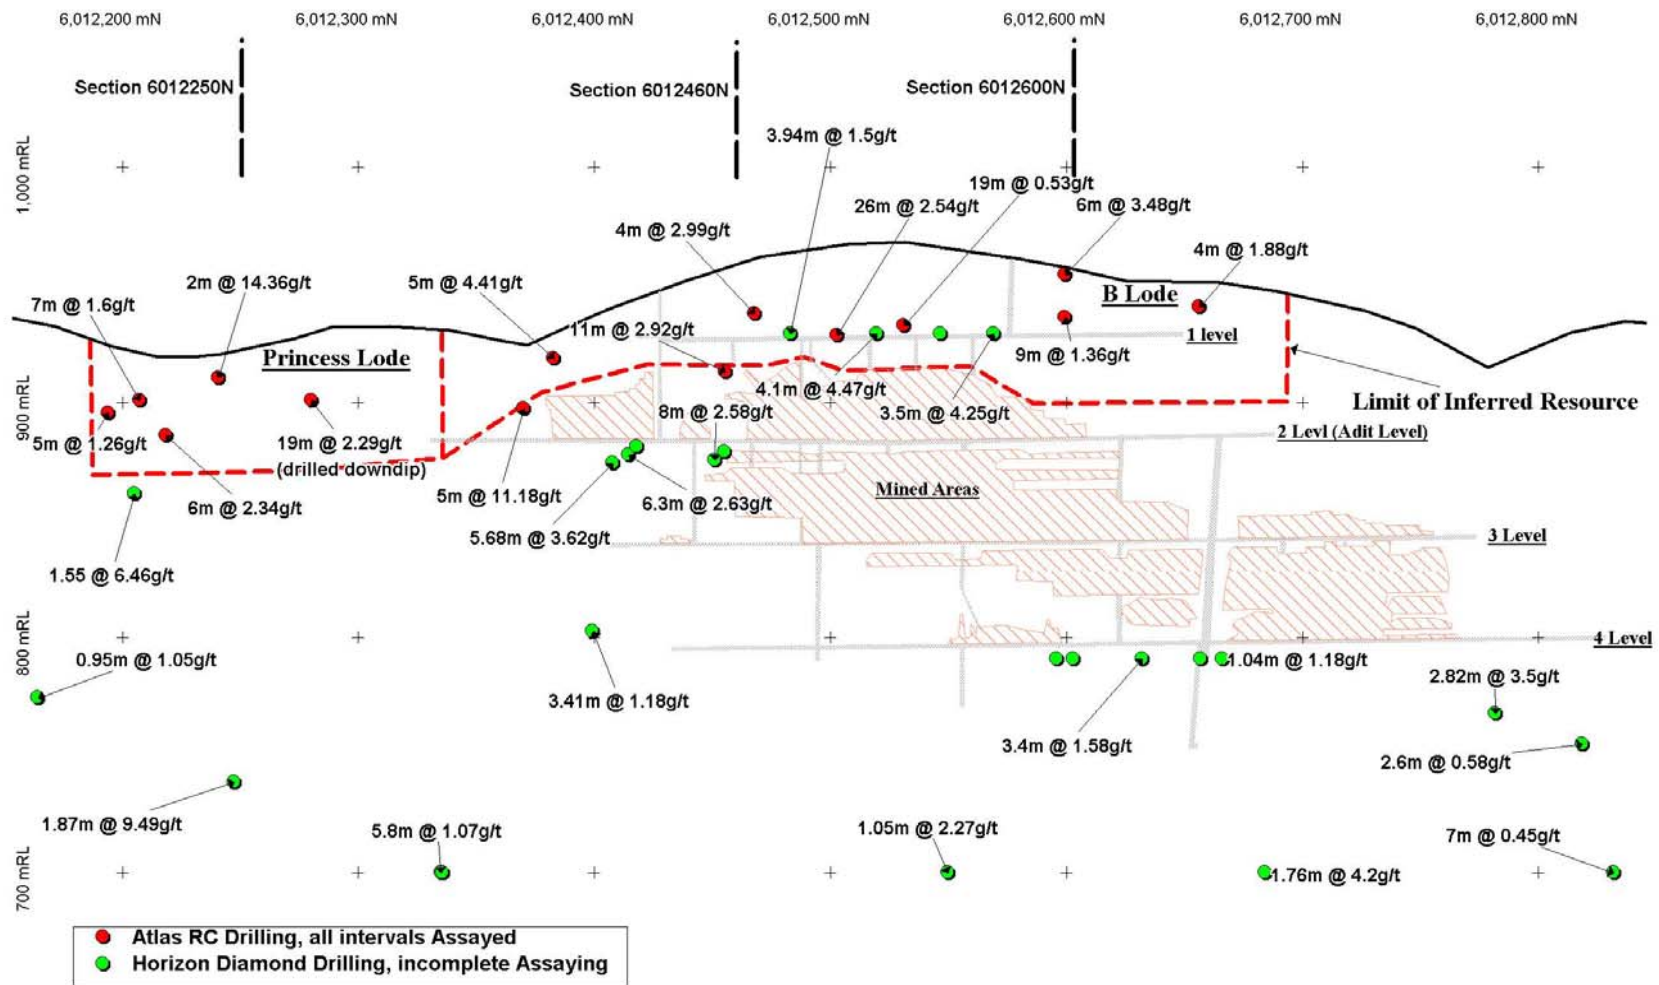 6,012,200 mN
6,012,300 mN
6,012,400 mN
6,012,500 mN
6,012,600 mN
6,012,700 mN
6,012,800 mN
Section 6012250N
Section 6012460N
Section 6012600N
3.94m @ 1.5g/t
1,000 mRL
19m @ 0.53g/t
26m @ 2.54g/t
6m @ 3.48g/t
4m @ 2.99g/t
4m @ 1.88g/t
2m @ 14.36g/t
5m @ 4.41g/t
7m @ 1.6g/t
B Lode
11m @ 2.92g/t
1 level
Princess Lode
9m @ 1.36g/t
4.1m @ 4.47g/t
900 mRL
Limit of Inferred Resource
8m @ 2.58g/t
3.5m @ 4.25g/t
2 Levl (Adit Level)
5m @ 1.26g/t
19m @ 2.29g/t
(drilled downdip)
Mined Areas
5m @ 11.18g/t
6.3m @ 2.63g/t
6m @ 2.34g/t
5.68m @ 3.62g/t
3 Level
1.55 @ 6.46g/t
800 mRL
4 Level
0.95m @ 1.05g/t
1.04m @ 1.18g/t
2.82m @ 3.5g/t
3.41m @ 1.18g/t
3.4m @ 1.58g/t
2.6m @ 0.58g/t
1.87m @ 9.49g/t
5.8m @ 1.07g/t
1.05m @ 2.27g/t
7m @ 0.45g/t
700 mRL
1.76m @ 4.2g/t
Atlas RC Drilling, all intervals Assayed
Horizon Diamond Drilling, incomplete Assaying